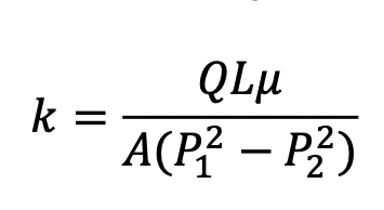 k = QLμ / A(P₁² − P₂²)